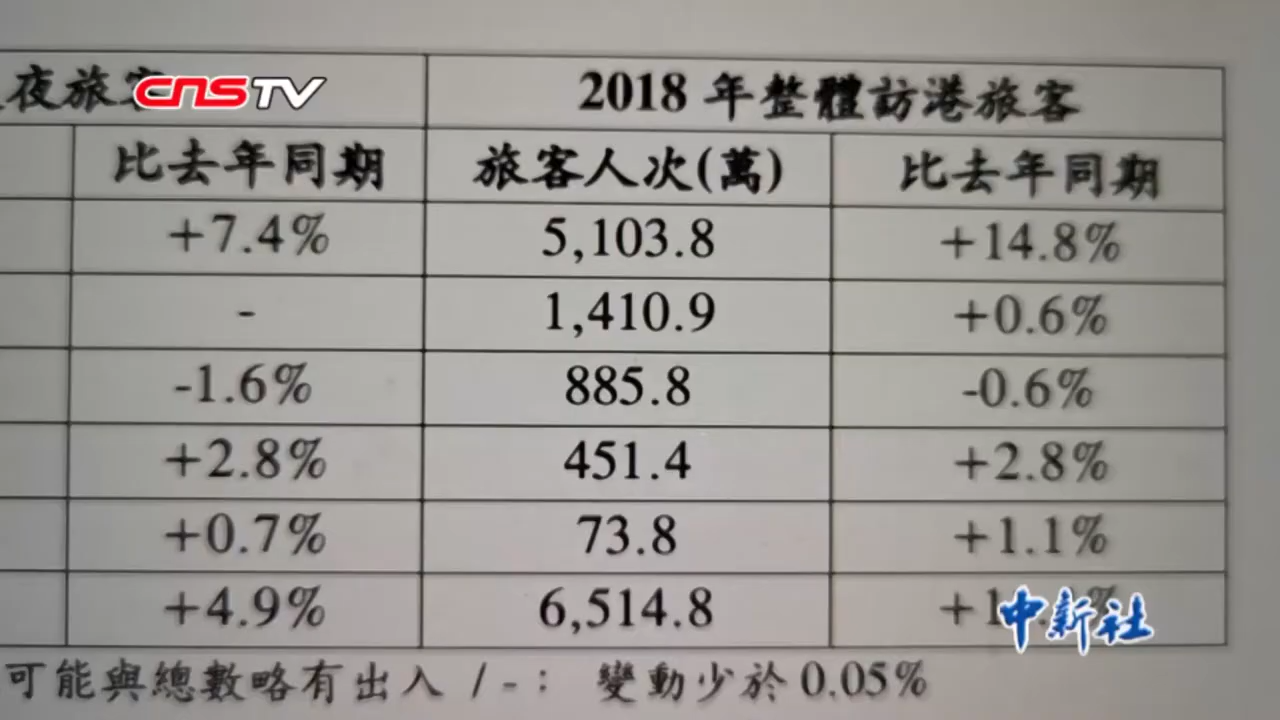 夜旅客 2018 年整體訪港旅客
CNSTV
比去年同期 旅客人次(萬) 比去年同期
+7.4% 5,103.8 +14.8%
- 1,410.9 +0.6%
-1.6% 885.8 -0.6%
+2.8% 451.4 +2.8%
+0.7% 73.8 +1.1%
+4.9% 6,514.8
中新社
可能與總數略有出入 / -： 變動少於 0.05%